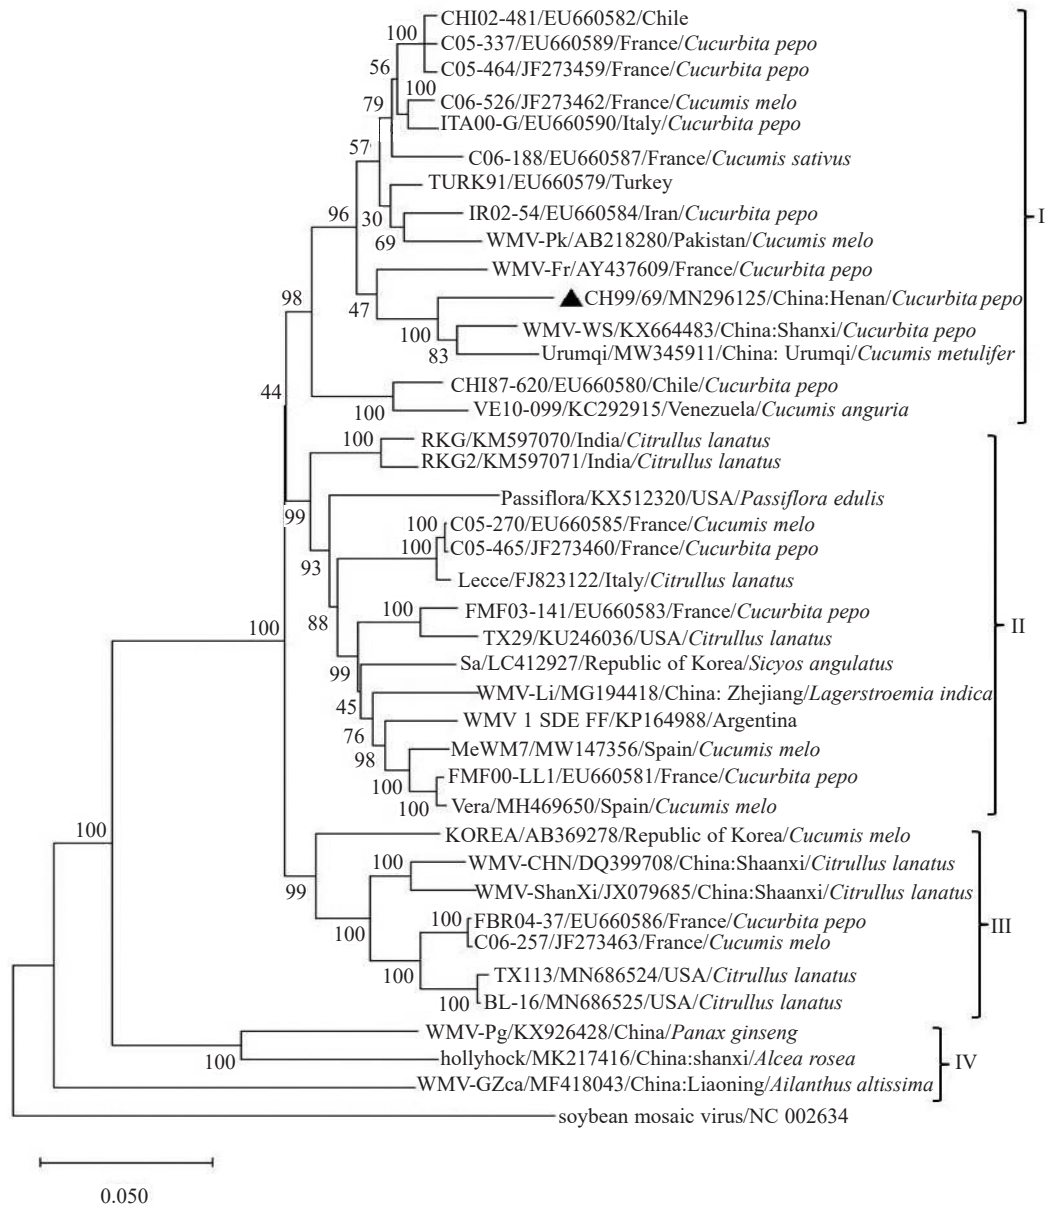 CHI02-481/EU660582/Chile
100
C05-337/EU660589/France/Cucurbita pepo
56
C05-464/JF273459/France/Cucurbita pepo
100
79
C06-526/JF273462/France/Cucumis melo
ITA00-G/EU660590/Italy/Cucurbita pepo
57
C06-188/EU660587/France/Cucumis sativus
TURK91/EU660579/Turkey
96
30
IR02-54/EU660584/Iran/Cucurbita pepo
I
69
WMV-Pk/AB218280/Pakistan/Cucumis melo
WMV-Fr/AY437609/France/Cucurbita pepo
98
47
CH99/69/MN296125/China:Henan/Cucurbita pepo
100
WMV-WS/KX664483/China:Shanxi/Cucurbita pepo
83
Urumqi/MW345911/China: Urumqi/Cucumis metulifer
44
CHI87-620/EU660580/Chile/Cucurbita pepo
100
VE10-099/KC292915/Venezuela/Cucumis anguria
100
RKG/KM597070/India/Citrullus lanatus
RKG2/KM597071/India/Citrullus lanatus
99
Passiflora/KX512320/USA/Passiflora edulis
100
C05-270/EU660585/France/Cucumis melo
100
C05-465/JF273460/France/Cucurbita pepo
93
Lecce/FJ823122/Italy/Citrullus lanatus
100
FMF03-141/EU660583/France/Cucurbita pepo
100
88
II
TX29/KU246036/USA/Citrullus lanatus
99
Sa/LC412927/Republic of Korea/Sicyos angulatus
45
WMV-Li/MG194418/China: Zhejiang/Lagerstroemia indica
76
WMV 1 SDE FF/KP164988/Argentina
98
MeWM7/MW147356/Spain/Cucumis melo
100
FMF00-LL1/EU660581/France/Cucurbita pepo
100
Vera/MH469650/Spain/Cucumis melo
100
KOREA/AB369278/Republic of Korea/Cucumis melo
100
WMV-CHN/DQ399708/China:Shaanxi/Citrullus lanatus
99
WMV-ShanXi/JX079685/China:Shaanxi/Citrullus lanatus
100
FBR04-37/EU660586/France/Cucurbita pepo
III
100
C06-257/JF273463/France/Cucumis melo
100
TX113/MN686524/USA/Citrullus lanatus
100
BL-16/MN686525/USA/Citrullus lanatus
WMV-Pg/KX926428/China/Panax ginseng
100
hollyhock/MK217416/China:shanxi/Alcea rosea
IV
WMV-GZca/MF418043/China:Liaoning/Ailanthus altissima
soybean mosaic virus/NC 002634
0.050